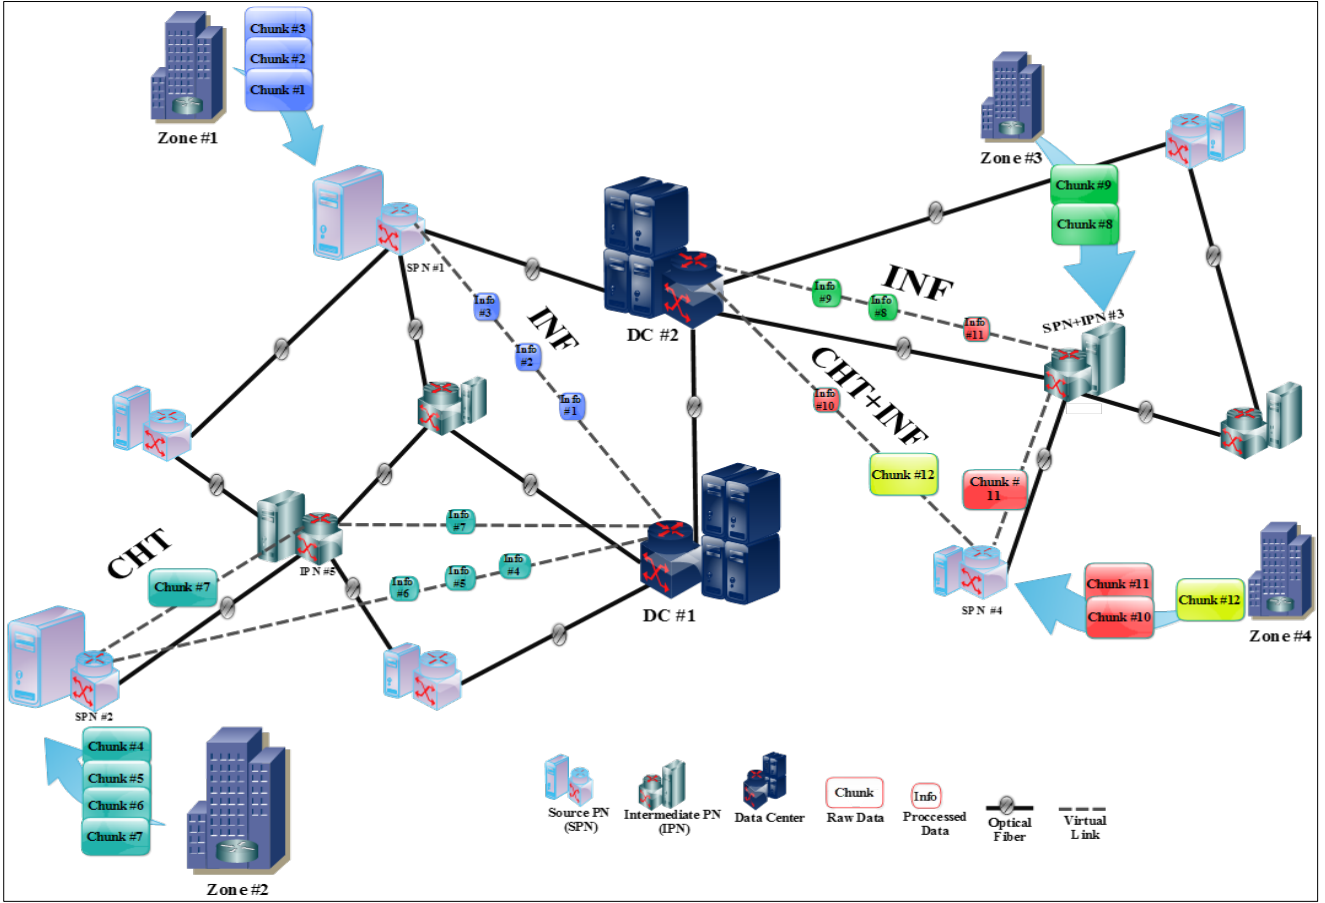 Chunk #3
Chunk #2
Chunk #1
Zone #1
SPN #1
Info
#3
Info
#2
Info
#1
INF
DC #2
Zone #3
Chunk #9
Chunk #8
INF
Info
#9
Info
#8
Info
#11
SPN+IPN #3
CHT+INF
Info
#10
Chunk #12
Chunk #
11
SPN #4
Chunk #11
Chunk #10
Chunk #12
Zone #4
CHT
Chunk #7
IPN #5
Info
#7
Info
#6
Info
#5
Info
#4
DC #1
SPN #2
Chunk #4
Chunk #5
Chunk #6
Chunk #7
Zone #2
Source PN
(SPN)
Intermediate PN
(IPN)
Data Center
Chunk
Raw Data
Info
Proccessed
Data
Optical
Fiber
Virtual
Link